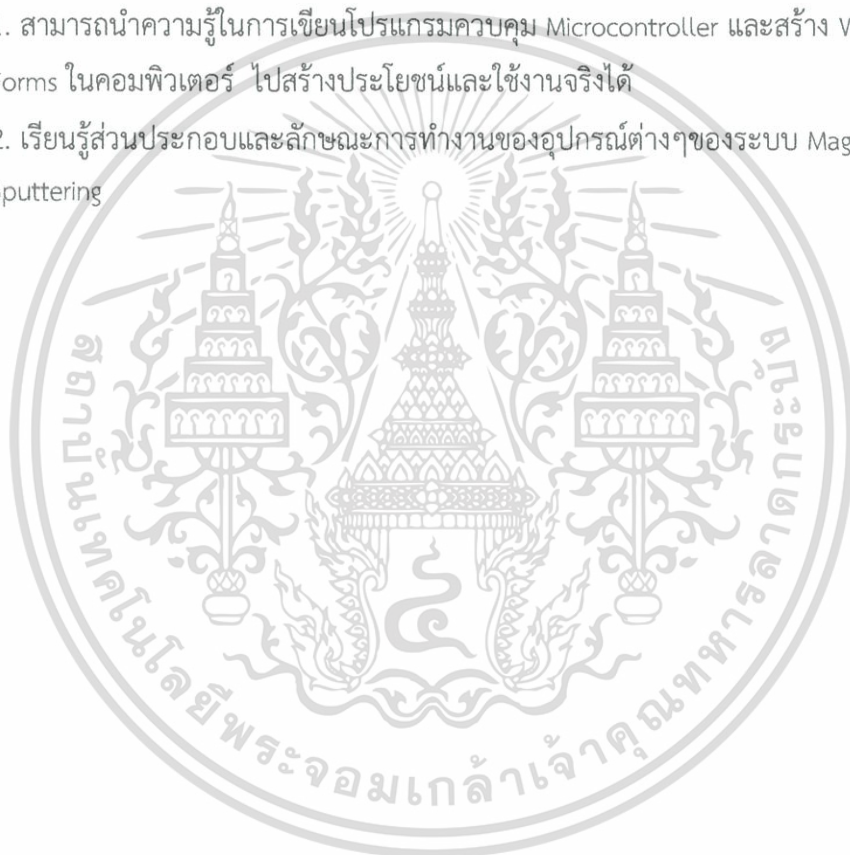 . สามารถนำความรู้ในการเขียนโปรแกรมควบคุม Microcontroller และสร้าง
orms ในคอมพิวเตอร์ ไปสร้างประโยชน์และใช้งานจริงได้
2. เรียนรู้ส่วนประกอบและลักษณะการทำงานของอุปกรณ์ต่างๆของระบบ Mag
puttering
สถาบันเทคโนโลยีพระจอมเกล้าเจ้าคุณทหารลาดกระบัง